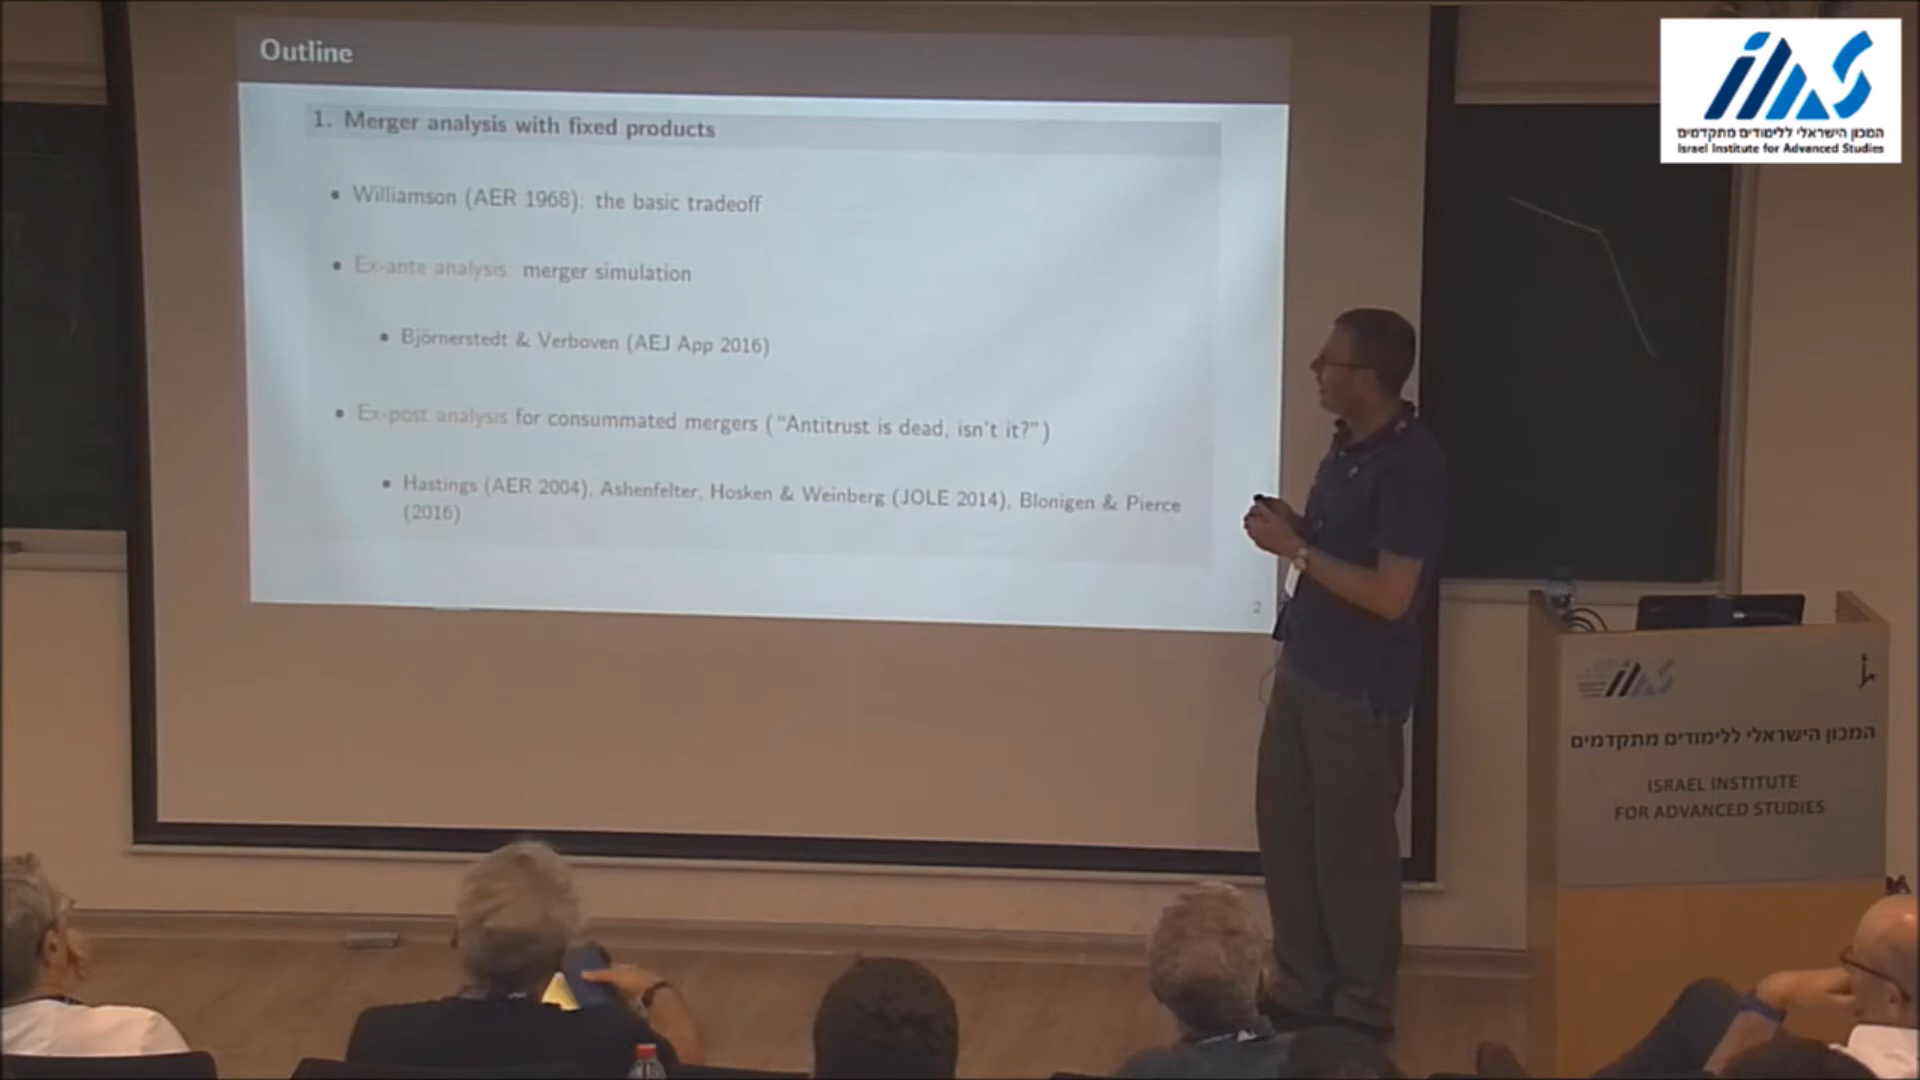 Outline
1. Merger analysis with fixed products
• Williamson (AER 1968): the basic tradeoff
• Ex-ante analysis: merger simulation
• Björnerstedt & Verboven (AEJ App 2016)
• Ex-post analysis for consummated mergers ("Antitrust is dead, isn't it?")
• Hastings (AER 2004), Ashenfelter, Hosken & Weinberg (JOLE 2014), Blonigen & Pierce
(2016)
2
המכון הישראלי ללימודים מתקדמים
Israel Institute for Advanced Studies
המכון הישראלי ללימודים מתקדמים
ISRAEL INSTITUTE
FOR ADVANCED STUDIES